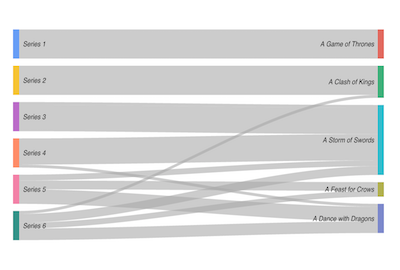 Series 1
A Game of Thrones
Series 2
A Clash of Kings
Series 3
A Storm of Swords
Series 4
Series 5
A Feast for Crows
Series 6
A Dance with Dragons